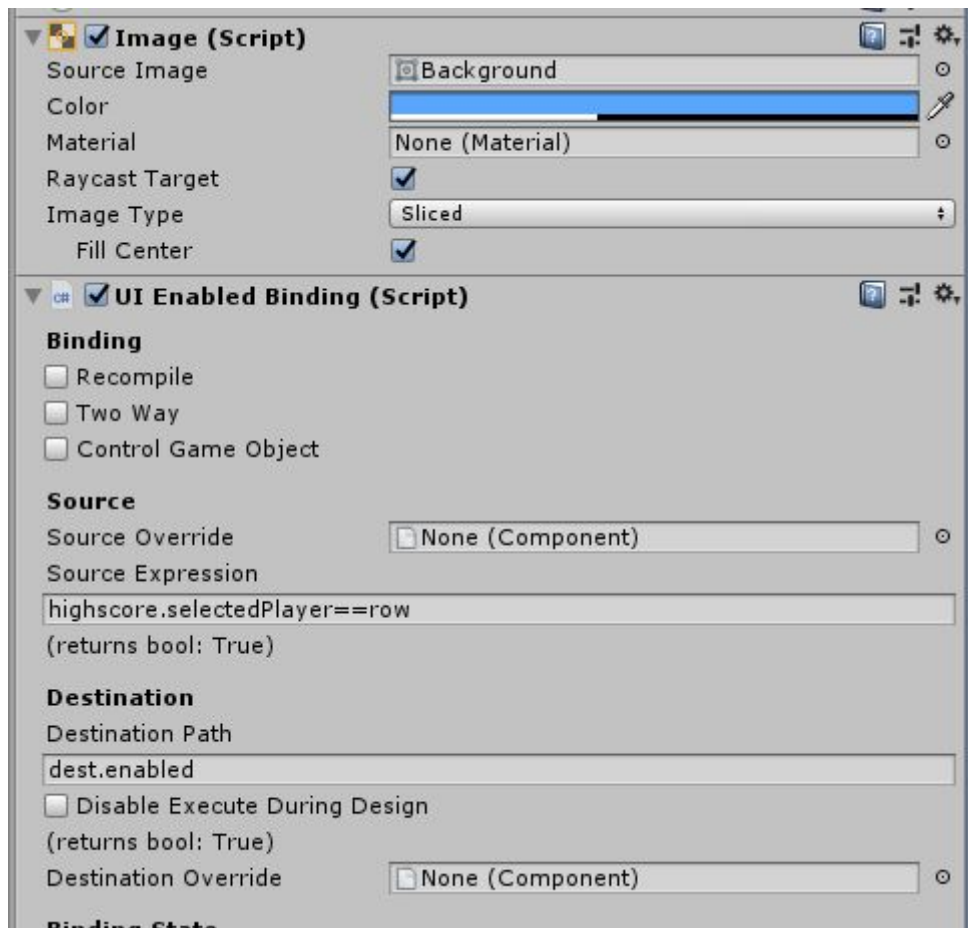 Image (Script)
Source Image Background
Color
Material None (Material)
Raycast Target
Image Type Sliced
Fill Center
c# UI Enabled Binding (Script)
Binding
Recompile
Two Way
Control Game Object
Source
Source Override None (Component)
Source Expression
highscore.selectedPlayer==row
(returns bool: True)
Destination
Destination Path
dest.enabled
Disable Execute During Design
(returns bool: True)
Destination Override None (Component)
Binding State